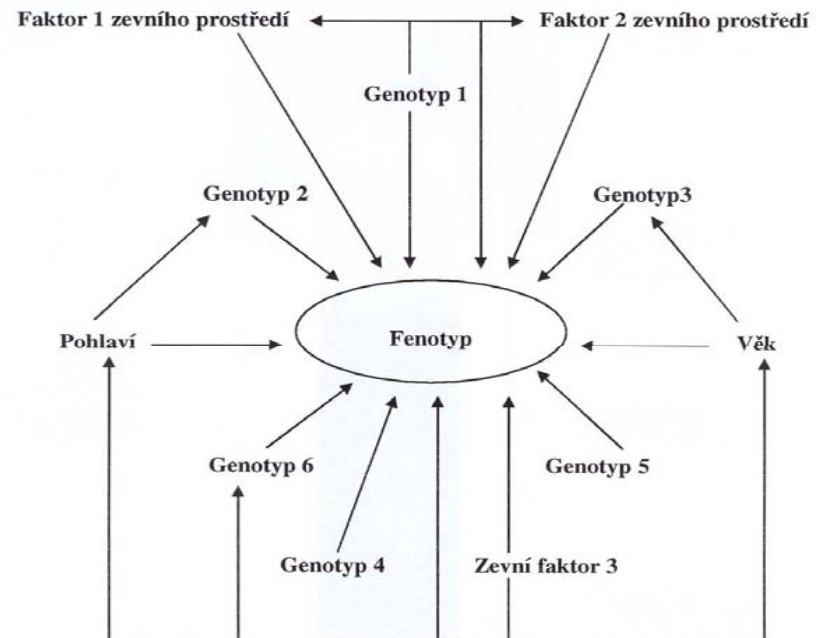 Faktor 1 zevního prostředí
Faktor 2 zevního prostředí
Genotyp 1
Genotyp 2
Genotyp3
Pohlaví
Fenotyp
Věk
Genotyp 6
Genotyp 5
Genotyp 4
Zevní faktor 3